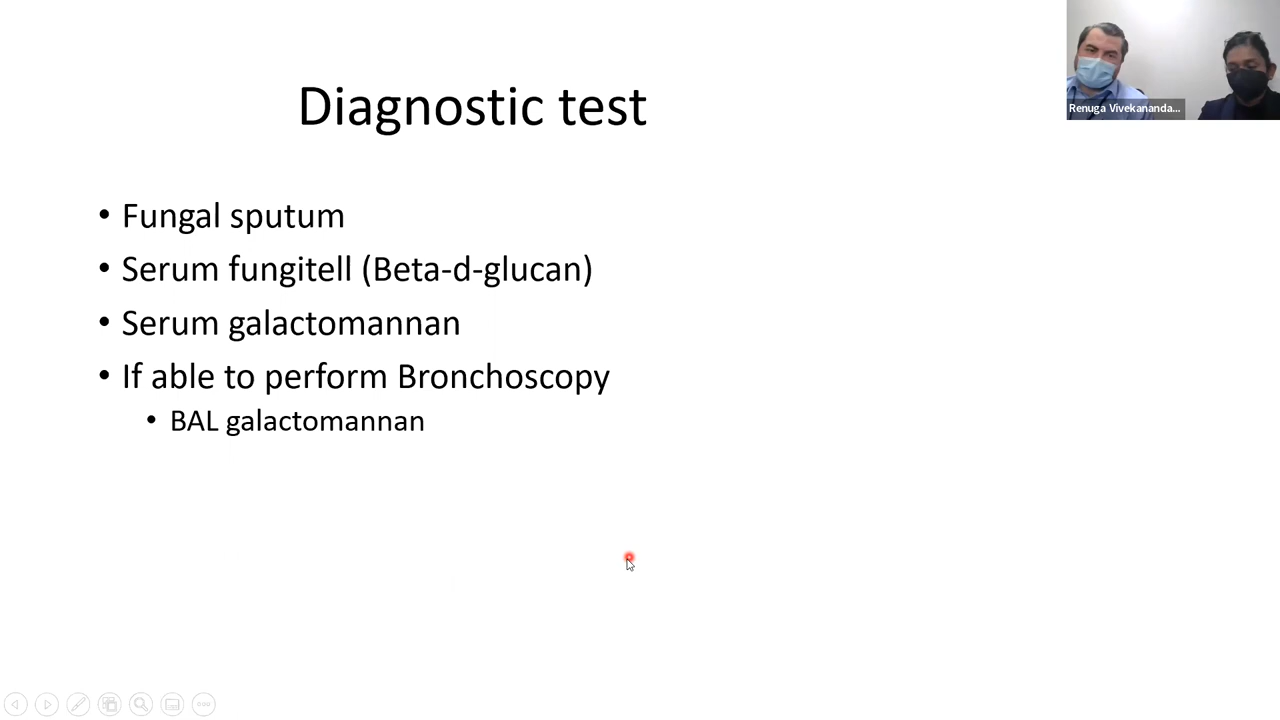 Diagnostic test
• Fungal sputum
• Serum fungitell (Beta-d-glucan)
• Serum galactomannan
• If able to perform Bronchoscopy
• BAL galactomannan
Renuga Vivekananda...